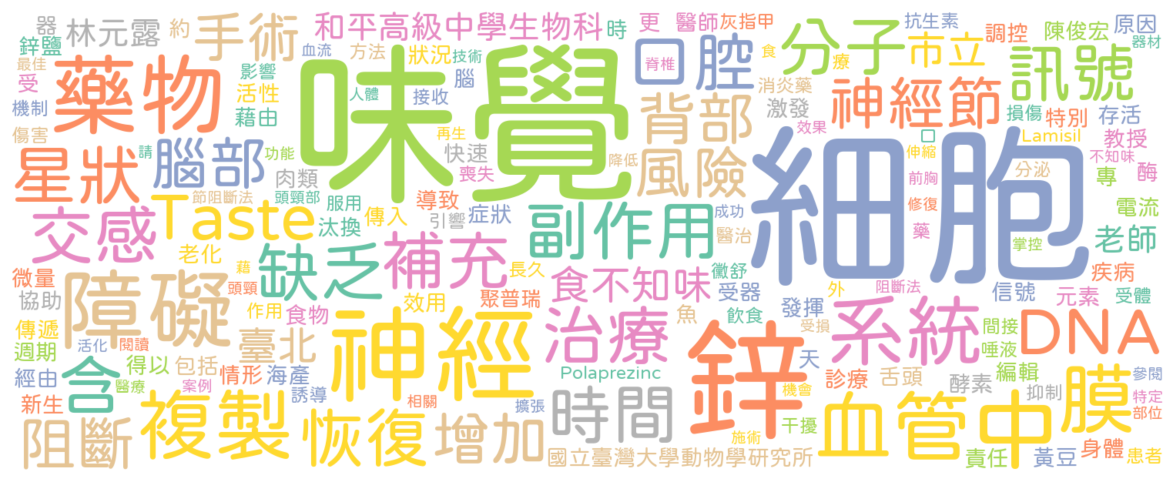 器 林元露 約 手術 和平高級中學生物科 時 更 醫師 灰指甲 抗生素 陳俊宏 原因
鋅鹽 血流 方法 狀況 技術 腦 口腔 食 分子 市立 調控 器材
最佳 受 藥物 影響 味覺 脊椎 消炎藥 療 訊號
機制 活性 人體 接收 背部 激發 神經節 損傷 特別 存活
傷害 藉由 再生 效果 口 Lamisil 教授
星狀 腦部 請 功能 快速 風險 降低 細胞 伸縮 分泌 不知味
肉類 喪失 前胸 專 酶
節阻斷法 頭頸部 服用 導致 修復 電流
交感 Taste 汰換 傳入 引響 症狀 副作用 成功 藥 掌控 老師
老化 缺乏 補充 醫治
微量 藉 頭頸 長久 食不知味 黴舒 外 阻斷法 疾病
協助 障礙 作用 食物 效用 聚普瑞 魚 受器 發揮 信號 元素 受體
傳遞 神經 治療 飲食 系統 間接 DNA
週期 活化 閱讀 臺北 鋅 天 受損 唾液
經由 含 醫療 得以 包括 案例 情形 海產 Polaprezinc 診療 舌頭 酵素 編輯 抑制 膜 參閱
新生 複製 誘導 相關 擴張 時間 機會 血管中 特定
阻斷 恢復 增加 施術 干擾 部位
國立臺灣大學動物學研究所 責任 黃豆 身體 患者